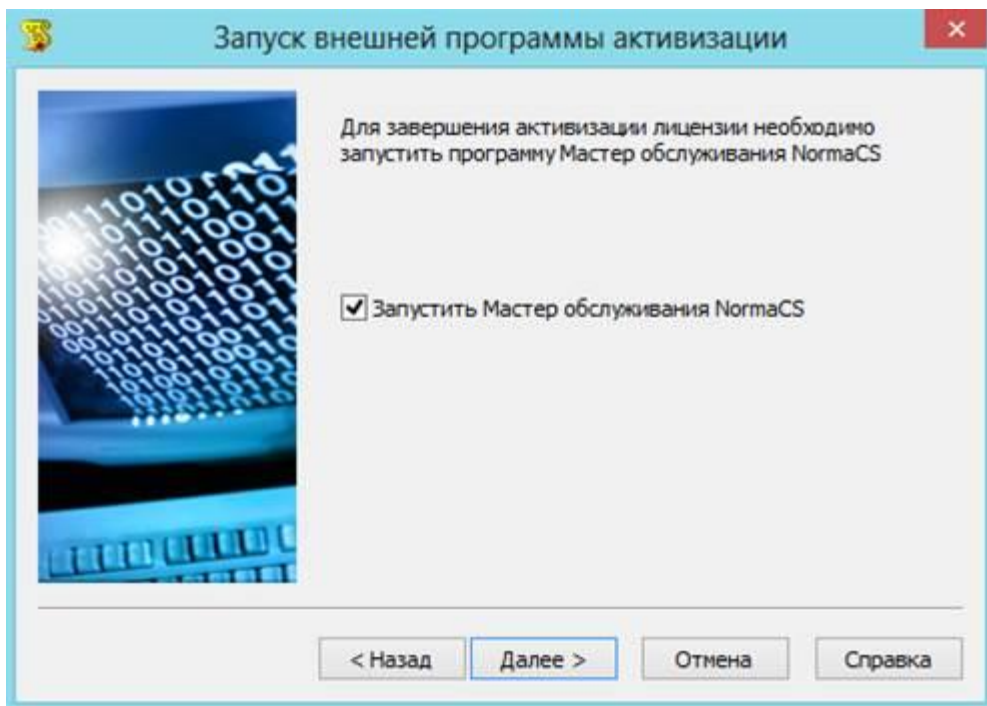 Запуск внешней программы активизации
Для завершения активизации лицензии необходимо
запустить программу Мастер обслуживания NormaCS
Запустить Мастер обслуживания NormaCS
< Назад
Далее >
Отмена
Справка